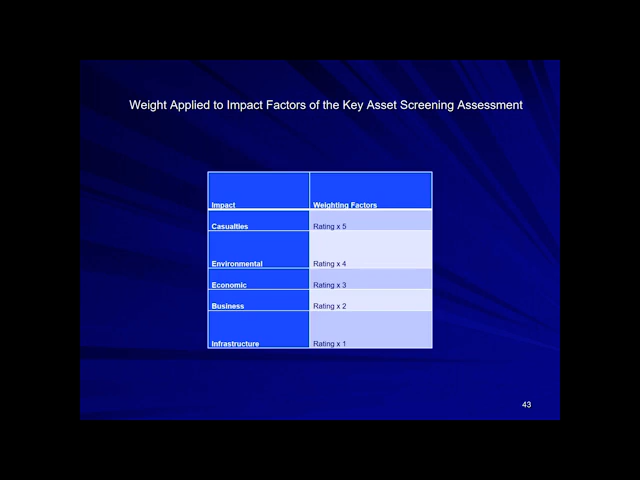 Weight Applied to Impact Factors of the Key Asset Screening Assessment
Impact Weighting Factors
Casualties Rating x 5
Environmental Rating x 4
Economic Rating x 3
Business Rating x 2
Infrastructure Rating x 1
43